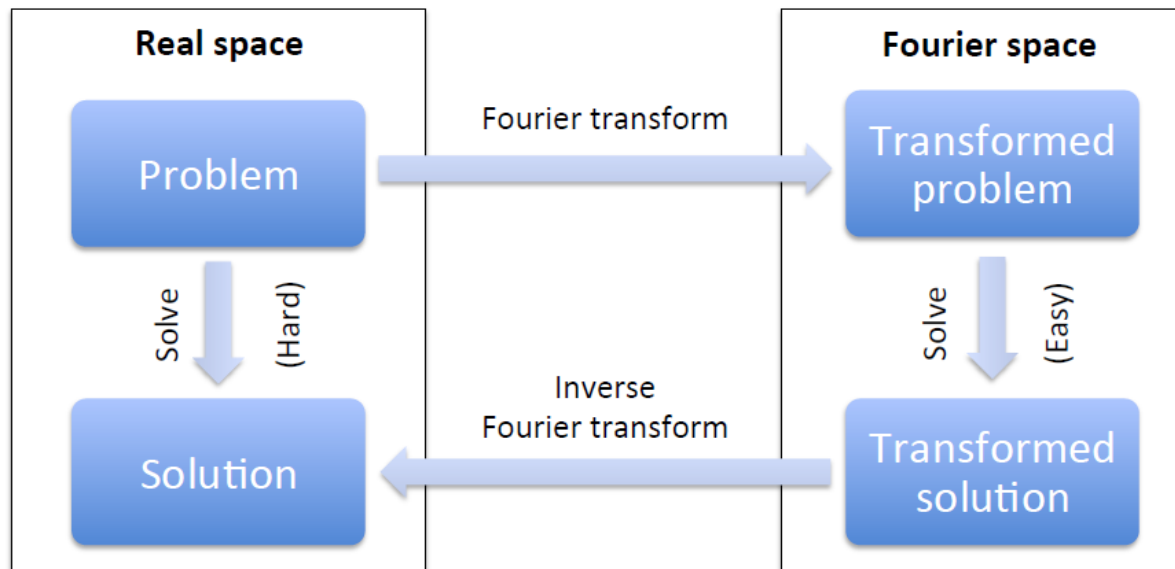 Real space
Fourier space
Problem
Fourier transform
Transformed
problem
Solve
(Hard)
Solve
(Easy)
Solution
Inverse
Fourier transform
Transformed
solution